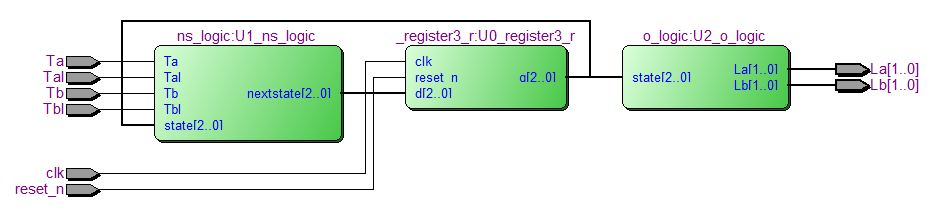 ns_logic:U1_ns_logic
_register3_r:U0_register3_r
o_logic:U2_o_logic
Ta
Tal
Tb
Tbl
Ta
Tal
Tb
Tbl
state[2..0]
nextstate[2..0]
clk
reset_n
d[2..0]
q[2..0]
state[2..0]
La[1..0]
Lb[1..0]
La[1..0]
Lb[1..0]
clk
reset_n